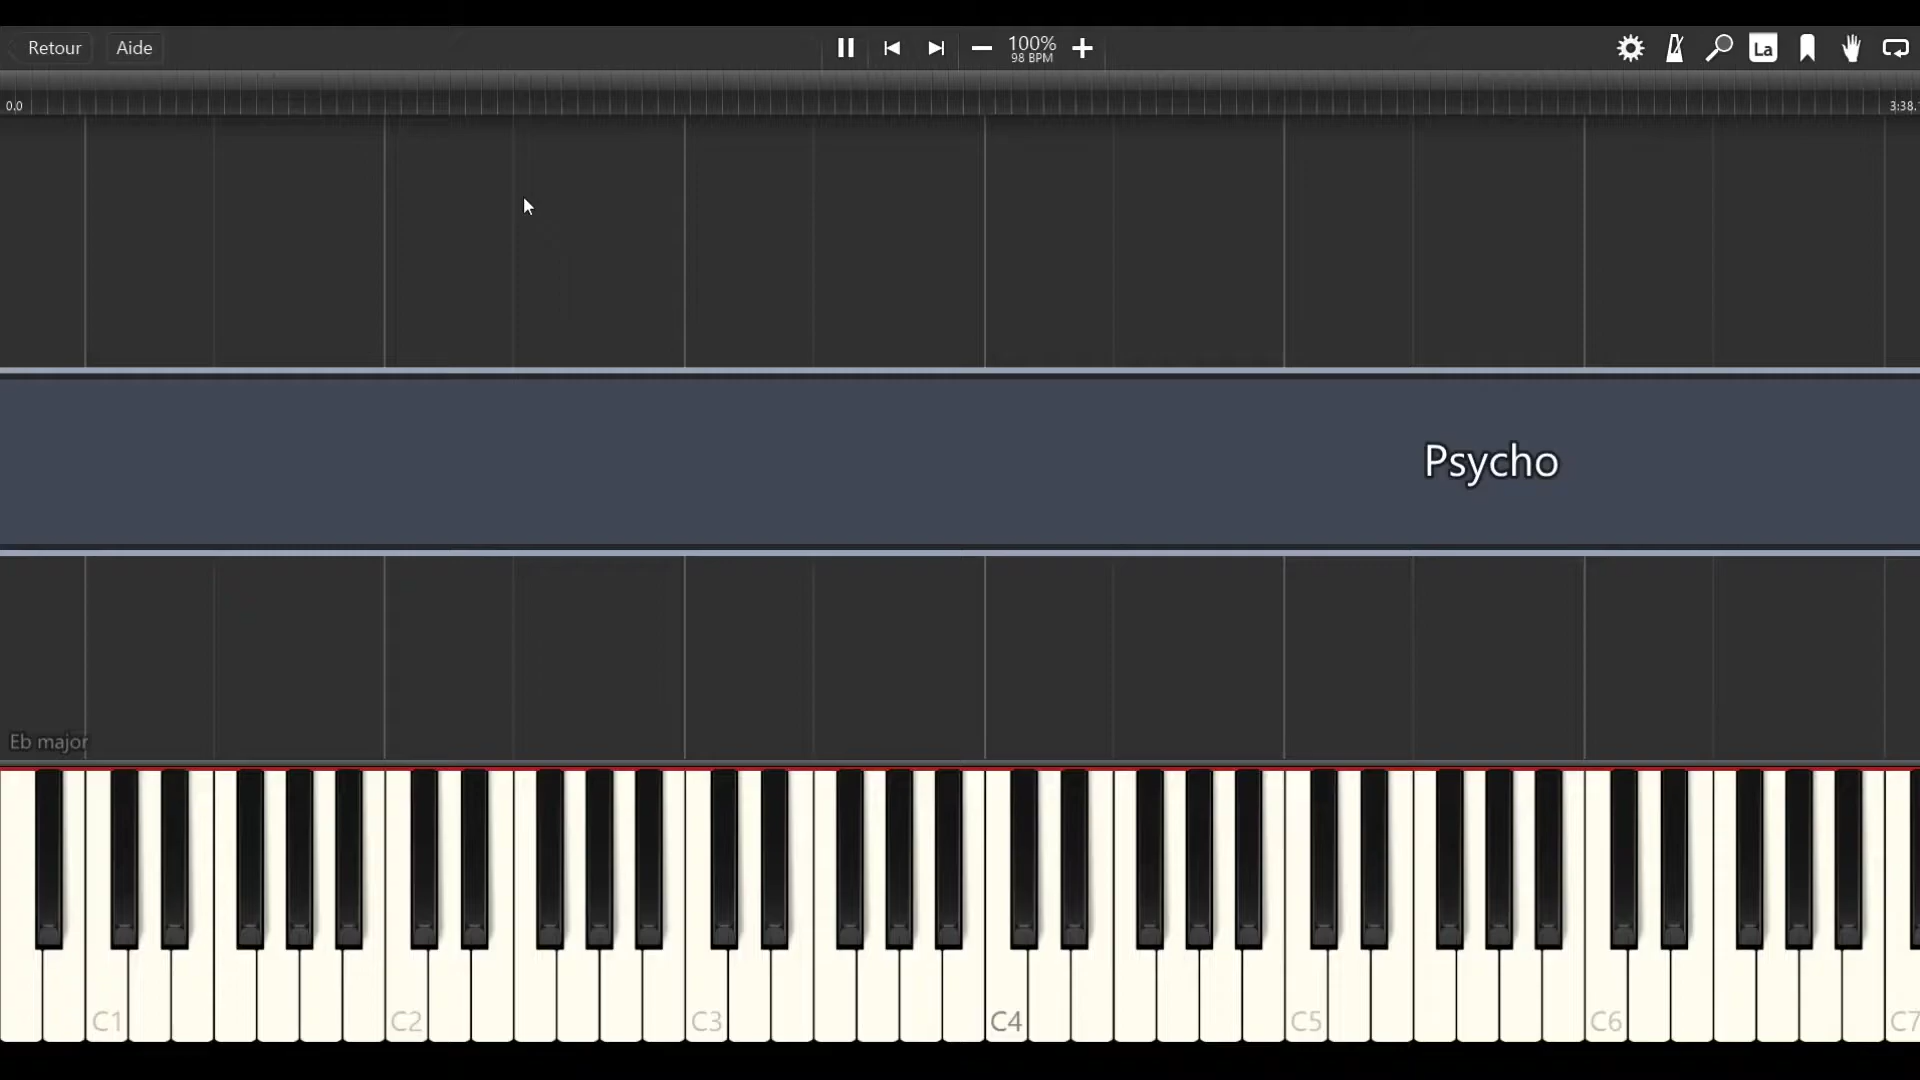 Retour Aide 100% La
98 BPM
0,0 3:38.
Psycho
Eb major
C1 C2 C3 C4 C5 C6 C7